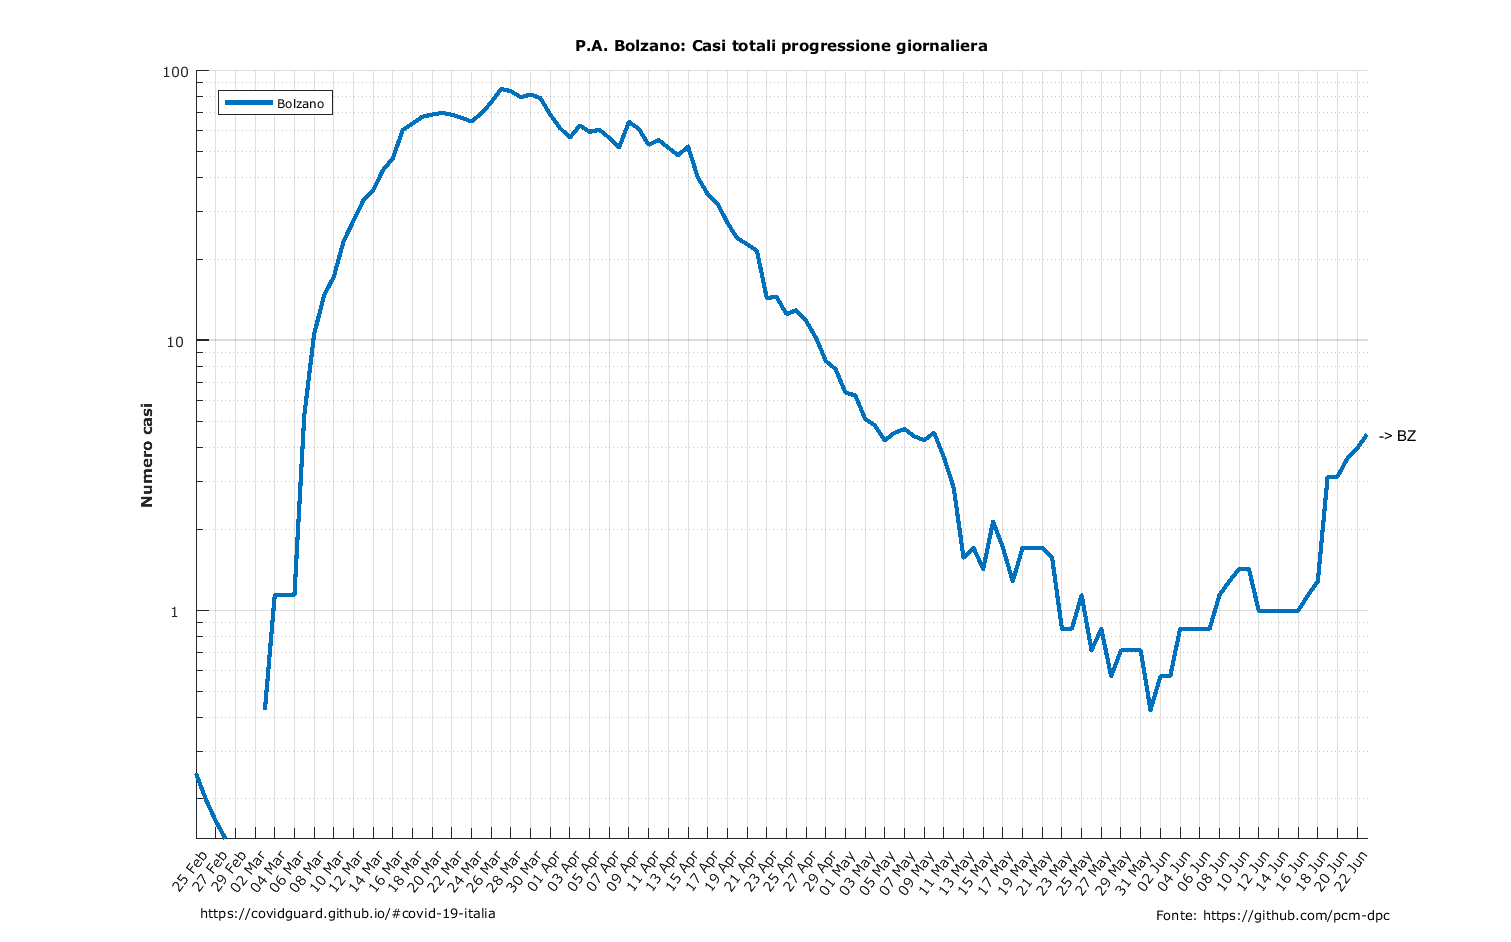 P.A. Bolzano: Casi totali progressione giornaliera
100
Bolzano
10
Numero casi
-> BZ
1
25 Feb
27 Feb
29 Feb
02 Mar
04 Mar
06 Mar
08 Mar
10 Mar
12 Mar
14 Mar
16 Mar
18 Mar
20 Mar
22 Mar
24 Mar
26 Mar
28 Mar
30 Mar
01 Apr
03 Apr
05 Apr
07 Apr
09 Apr
11 Apr
13 Apr
15 Apr
17 Apr
19 Apr
21 Apr
23 Apr
25 Apr
27 Apr
29 Apr
01 May
03 May
05 May
07 May
09 May
11 May
13 May
15 May
17 May
19 May
21 May
23 May
25 May
27 May
29 May
31 May
02 Jun
04 Jun
06 Jun
08 Jun
10 Jun
12 Jun
14 Jun
16 Jun
18 Jun
20 Jun
22 Jun
https://covidguard.github.io/#covid-19-italia
Fonte: https://github.com/pcm-dpc